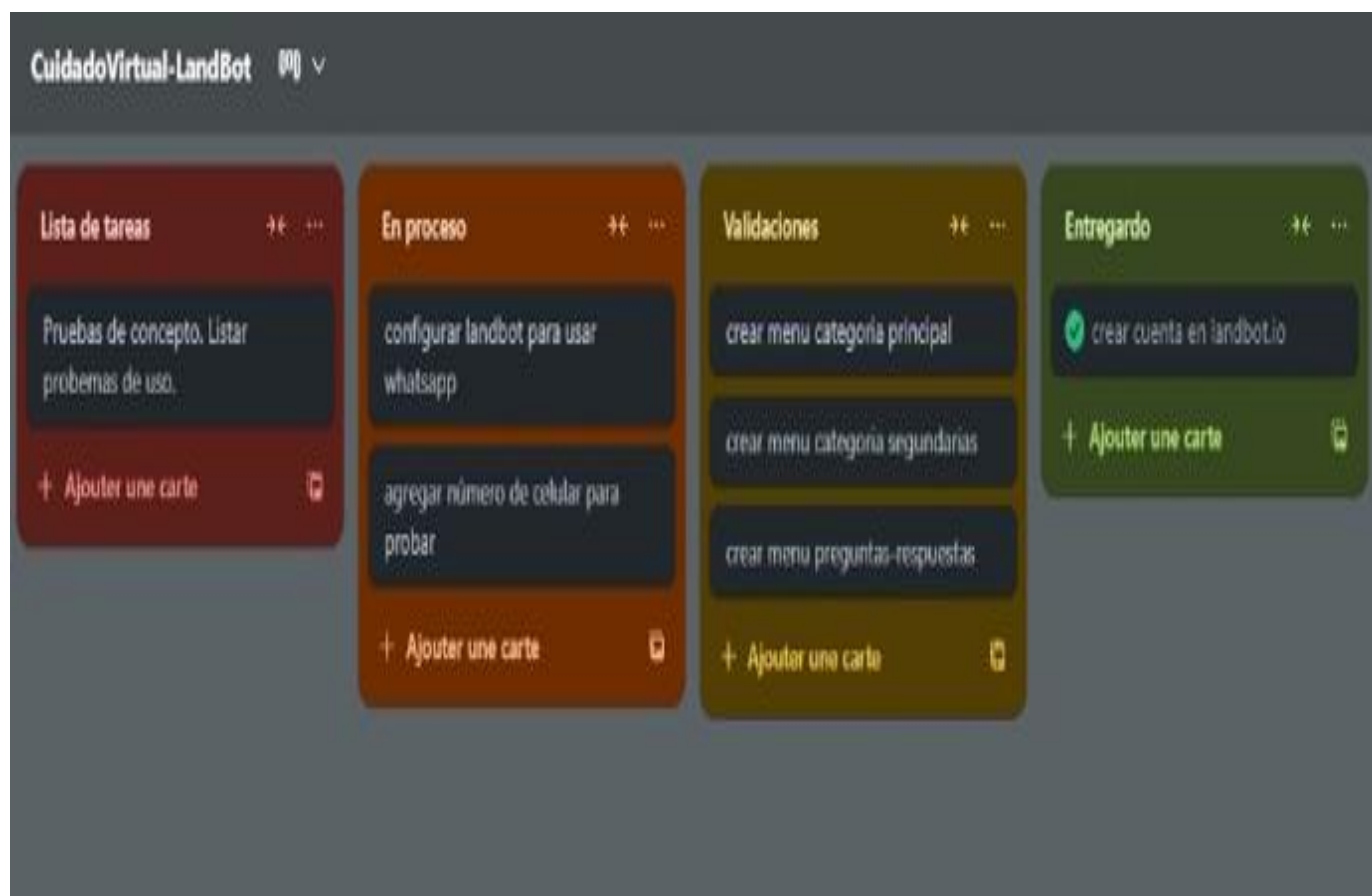 CuidadoVirtual-LandBot
Lista de tareas
Pruebas de concepto. Listar
probemas de uso.
+ Ajouter une carte
En proceso
configurar landbot para usar
whatsapp
agregar número de celular para
probar
+ Ajouter une carte
Validaciones
crear menu categoria principal
crear menu categoria segundarias
crear menu preguntas-respuestas
+ Ajouter une carte
Entregardo
crear cuenta en landbot.io
+ Ajouter une carte